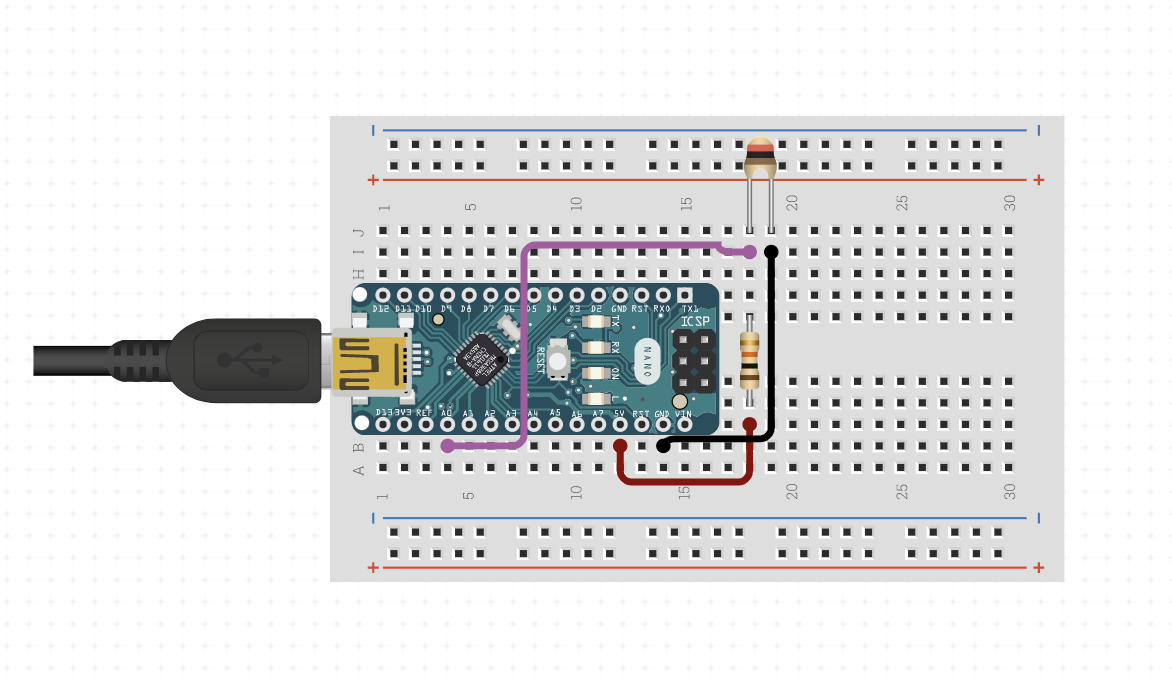 1 5 10 15 20 25 30
J
I
H
D12 D11 D10 D9 D8 D7 D6 D5 D4 D3 D2 GND RST RX0 TX1
TX
RX
ON
L
RESET
NANO
ICSP
D13 3V3 REF A0 A1 A2 A3 A4 A5 A6 A7 5V RST GND VIN
B
A
1 5 10 15 20 25 30